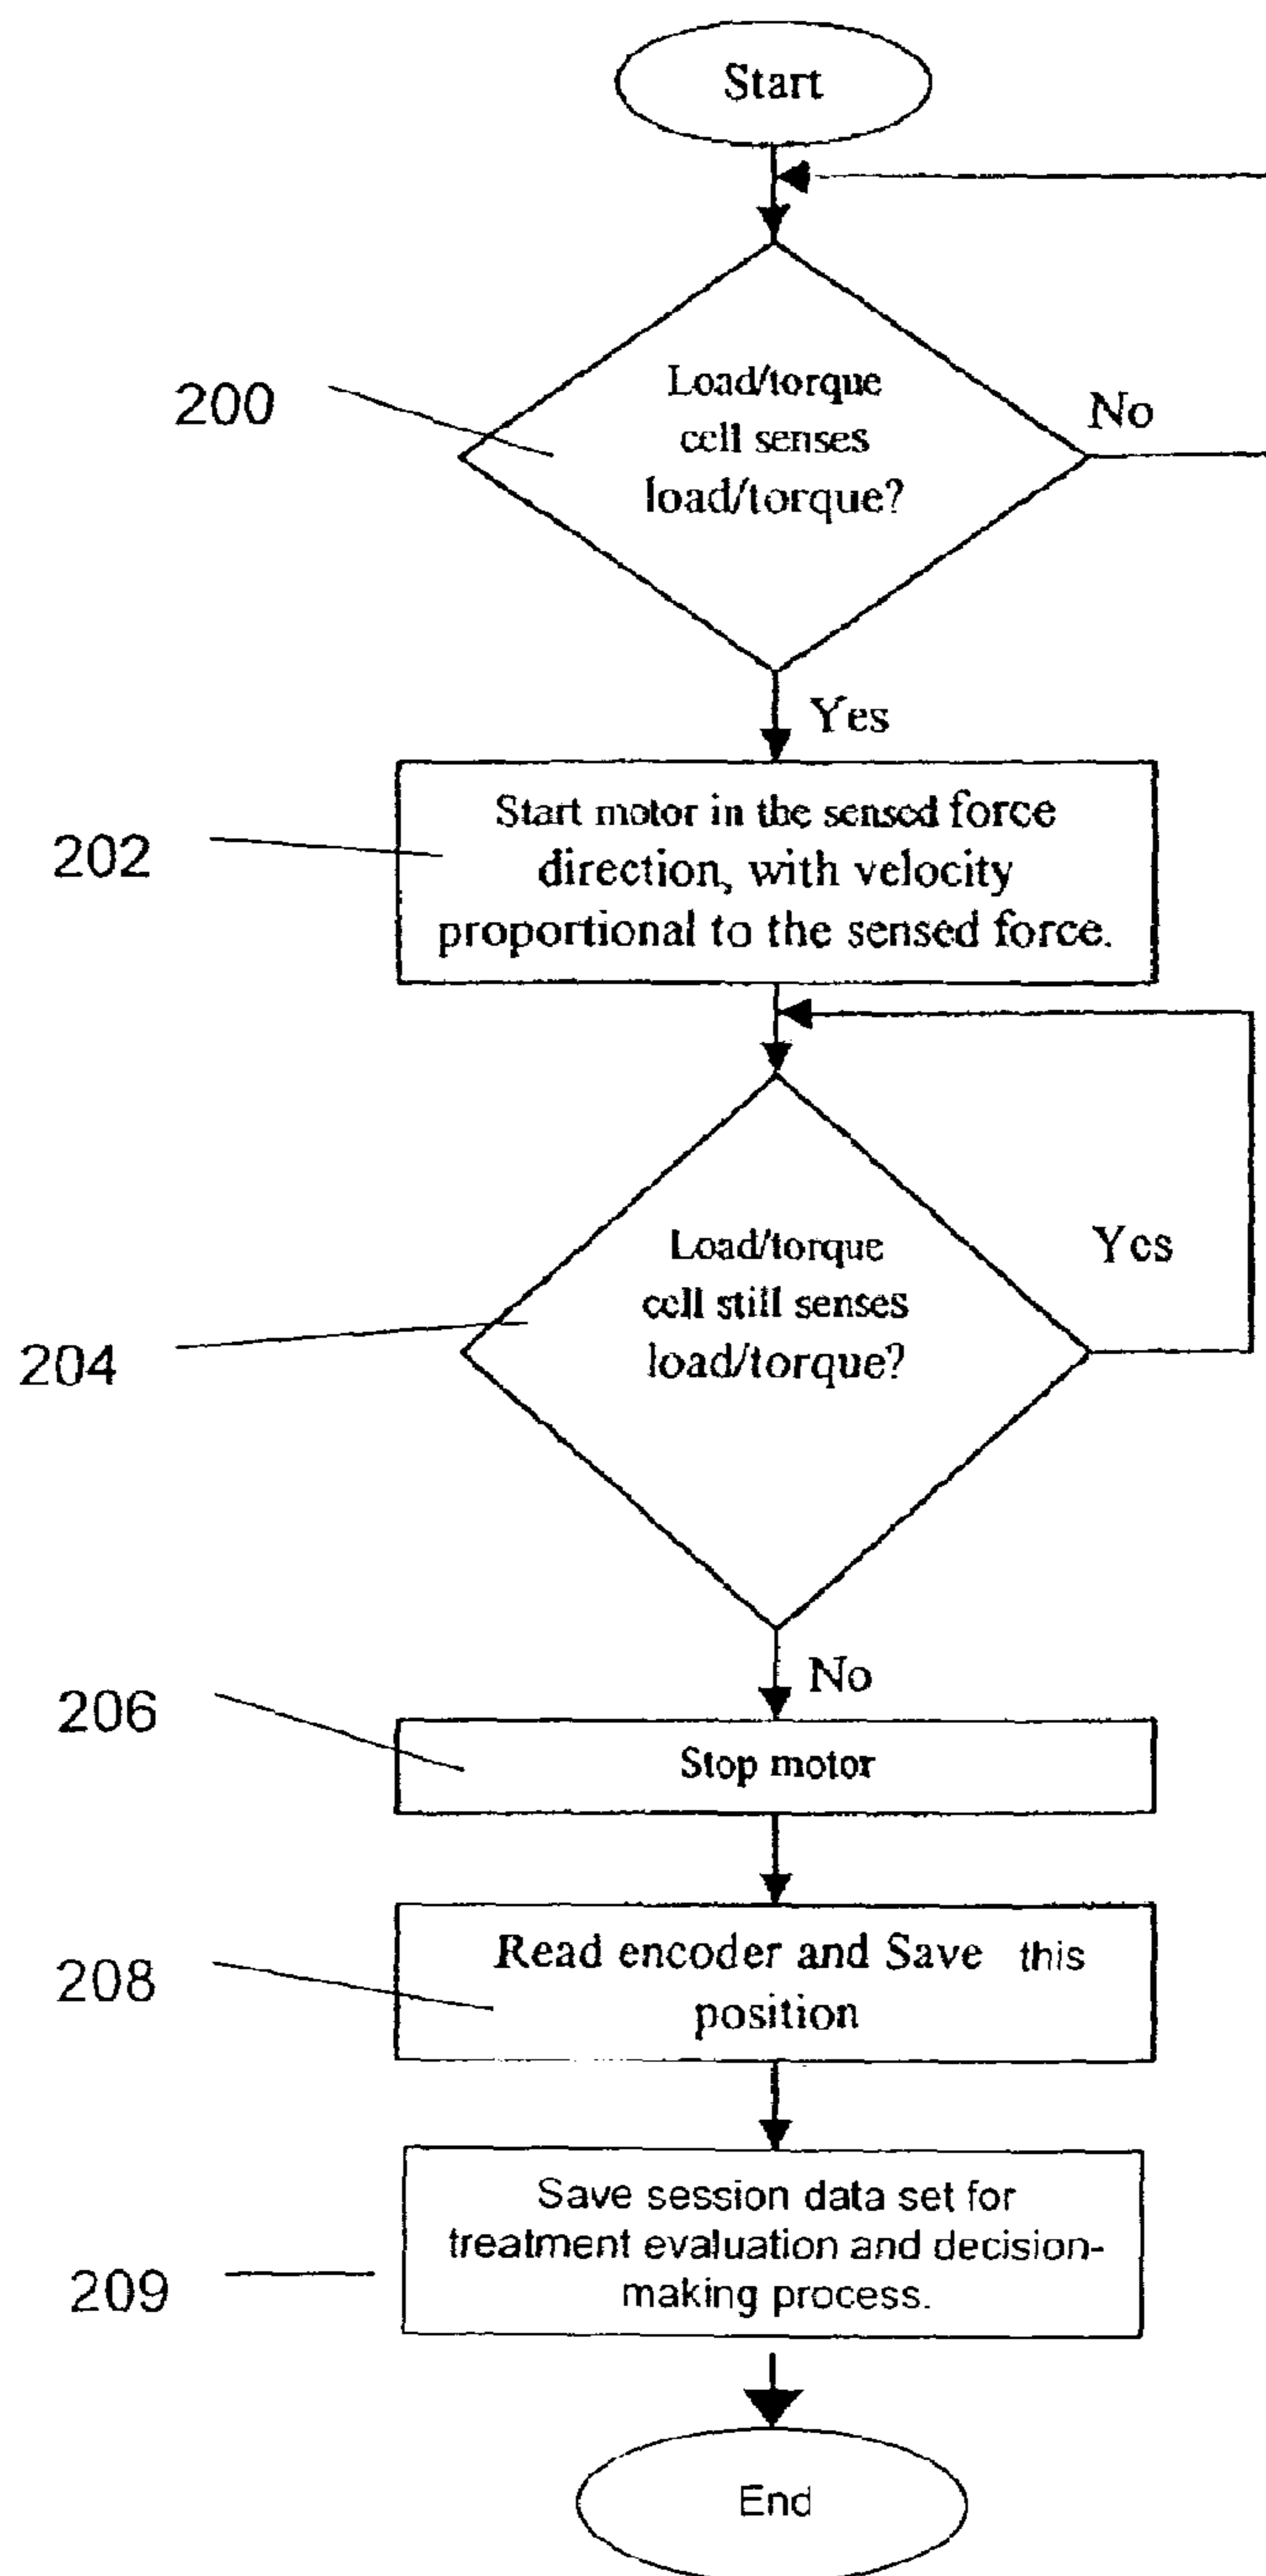 Start
200
Load/torque
cell senses
load/torque?
No
Yes
202
Start motor in the sensed force
direction, with velocity
proportional to the sensed force.
204
Load/torque
cell still senses
load/torque?
Yes
No
206
Stop motor
208
Read encoder and Save this
position
209
Save session data set for
treatment evaluation and decision-
making process.
End